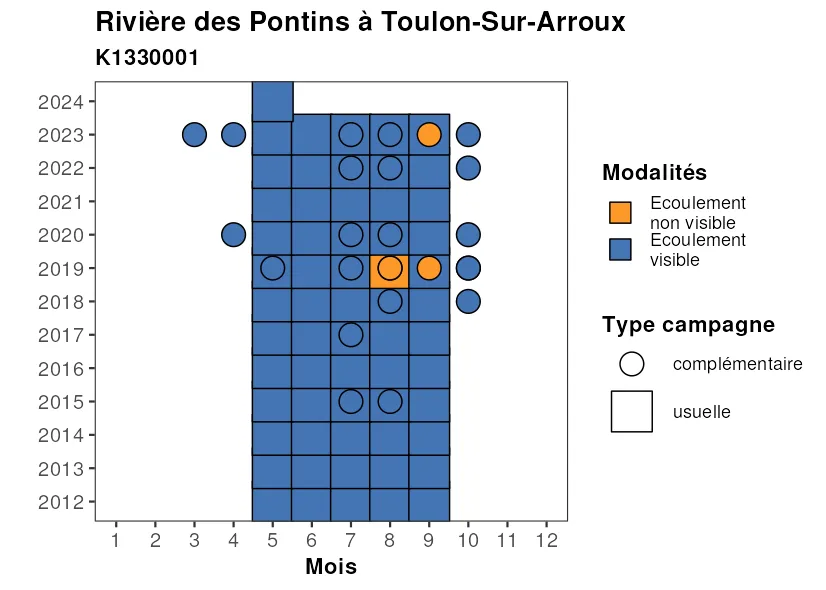 Rivière des Pontins à Toulon-Sur-Arroux
K1330001
2024
2023
2022
2021
2020
2019
2018
2017
2016
2015
2014
2013
2012
1 2 3 4 5 6 7 8 9 10 11 12
Mois
Modalités
Ecoulement
non visible
Ecoulement
visible
Type campagne
complémentaire
usuelle